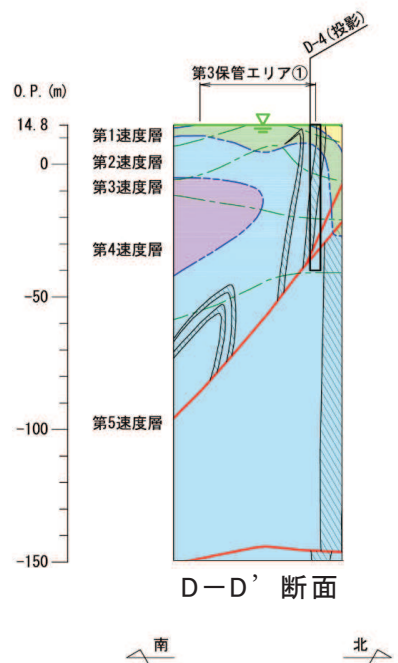 D-4(投影)
第3保管エリア①
O.P.(m)
14.8
第1速度層
0
第2速度層
第3速度層
第4速度層
-50
-100
第5速度層
-150
D－D’断面
南
北